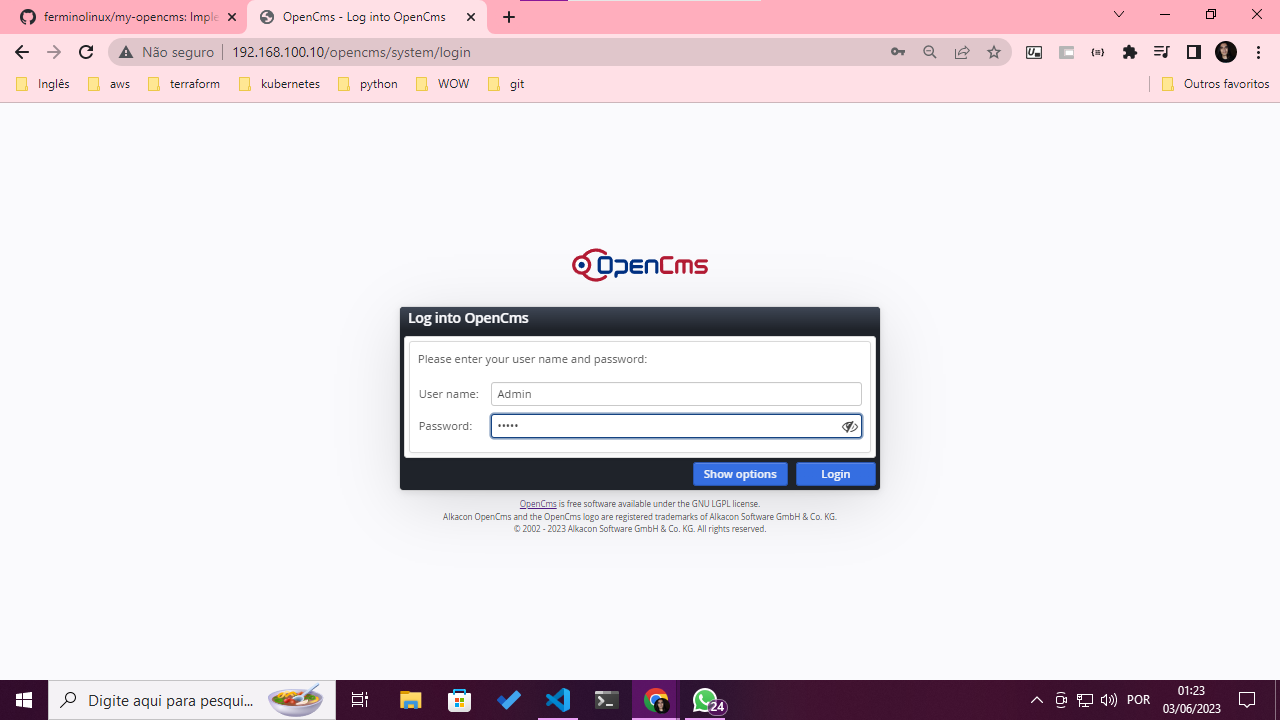 ferminolinux/my-opencms: Imple
OpenCms - Log into OpenCms
Não seguro
192.168.100.10/opencms/system/login
Inglês
aws
terraform
kubernetes
python
WOW
git
Outros favoritos
OpenCms
Log into OpenCms
Please enter your user name and password:
User name:
Admin
Password:
•••••
Show options
Login
OpenCms is free software available under the GNU LGPL license.
Alkacon OpenCms and the OpenCms logo are registered trademarks of Alkacon Software GmbH & Co. KG.
© 2002 - 2023 Alkacon Software GmbH & Co. KG. All rights reserved.
Digite aqui para pesqui...
24
POR
01:23
03/06/2023